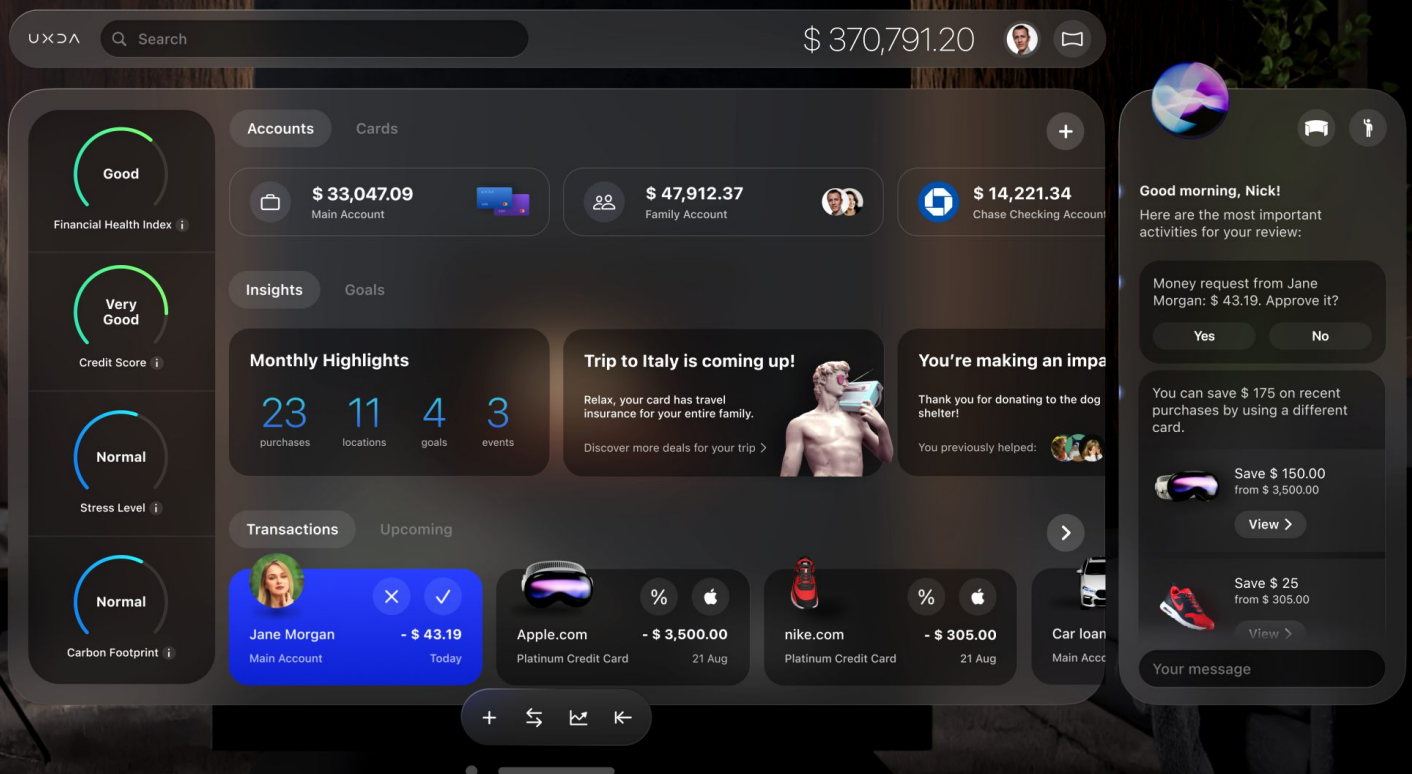 UXDA
Search
$ 370,791.20
Good
Financial Health Index i
Very
Good
Credit Score i
Normal
Stress Level i
Normal
Carbon Footprint i
Accounts
Cards
+
$ 33,047.09
Main Account
$ 47,912.37
Family Account
$ 14,221.34
Chase Checking Account
Insights
Goals
Monthly Highlights
23
purchases
11
locations
4
goals
3
events
Trip to Italy is coming up!
Relax, your card has travel
insurance for your entire family.
Discover more deals for your trip >
You're making an impa
Thank you for donating to the dog
shelter!
You previously helped:
Transactions
Upcoming
Jane Morgan
- $ 43.19
Main Account
Today
%
Apple.com
- $ 3,500.00
Platinum Credit Card
21 Aug
%
nike.com
- $ 305.00
Platinum Credit Card
21 Aug
Car loan
Main Acc
Good morning, Nick!
Here are the most important
activities for your review:
Money request from Jane
Morgan: $ 43.19. Approve it?
Yes
No
You can save $ 175 on recent
purchases by using a different
card.
Save $ 150.00
from $ 3,500.00
View >
Save $ 25
from $ 305.00
View >
Your message